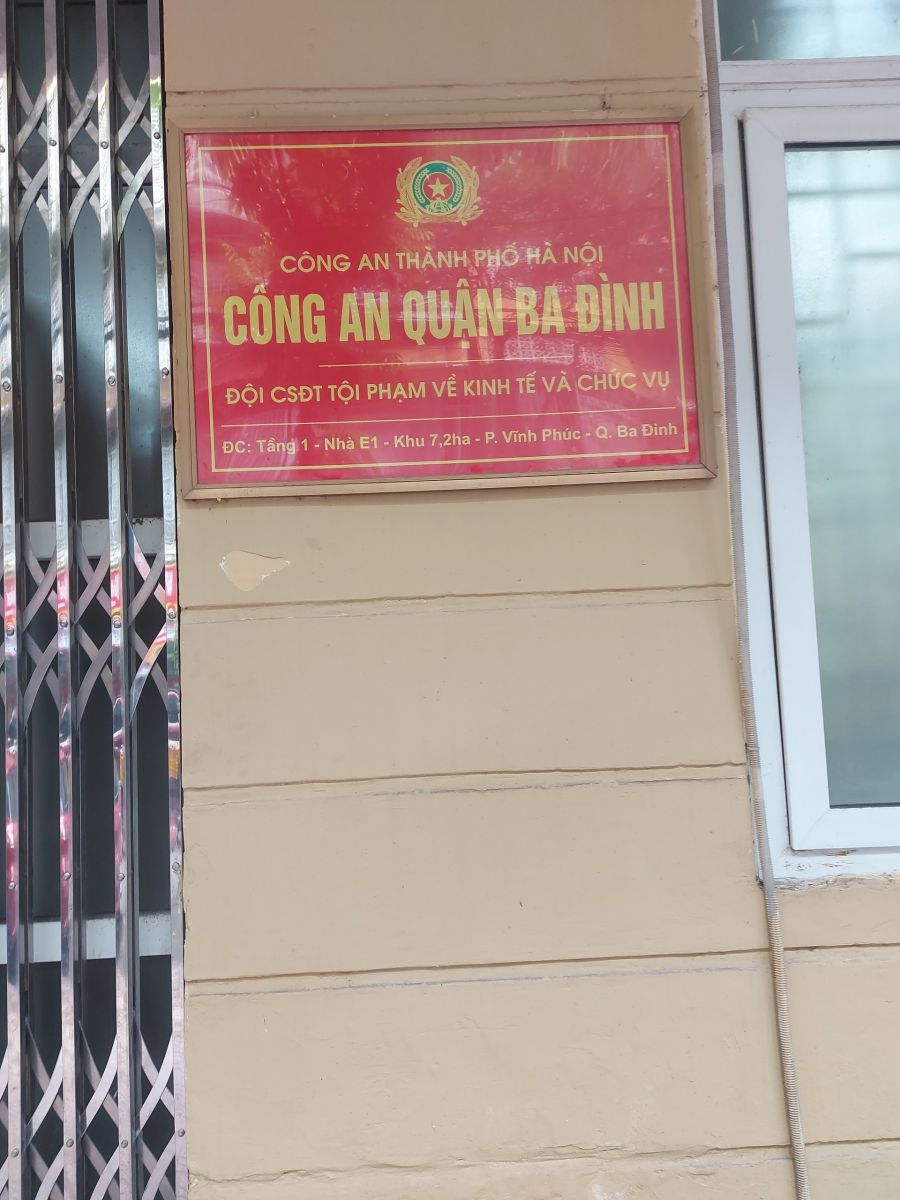 CÔNG AN THÀNH PHỐ HÀ NỘI
CÔNG AN QUẬN BA ĐÌNH
ĐỘI CSĐT TỘI PHẠM VỀ KINH TẾ VÀ CHỨC VỤ
ĐC: Tầng 1 - Nhà E1 - Khu 7,2ha - P. Vĩnh Phúc - Q. Ba Đình